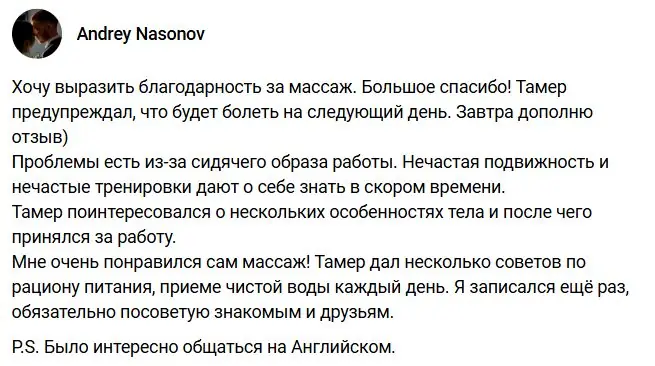 Andrey Nasonov
Хочу выразить благодарность за массаж. Большое спасибо! Тамер
предупреждал, что будет болеть на следующий день. Завтра дополню
отзыв)
Проблемы есть из-за сидячего образа работы. Нечастая подвижность и
нечастые тренировки дают о себе знать в скором времени.
Тамер поинтересовался о нескольких особенностях тела и после чего
принялся за работу.
Мне очень понравился сам массаж! Тамер дал несколько советов по
рациону питания, приеме чистой воды каждый день. Я записался ещё раз,
обязательно посоветую знакомым и друзьям.
P.S. Было интересно общаться на Английском.